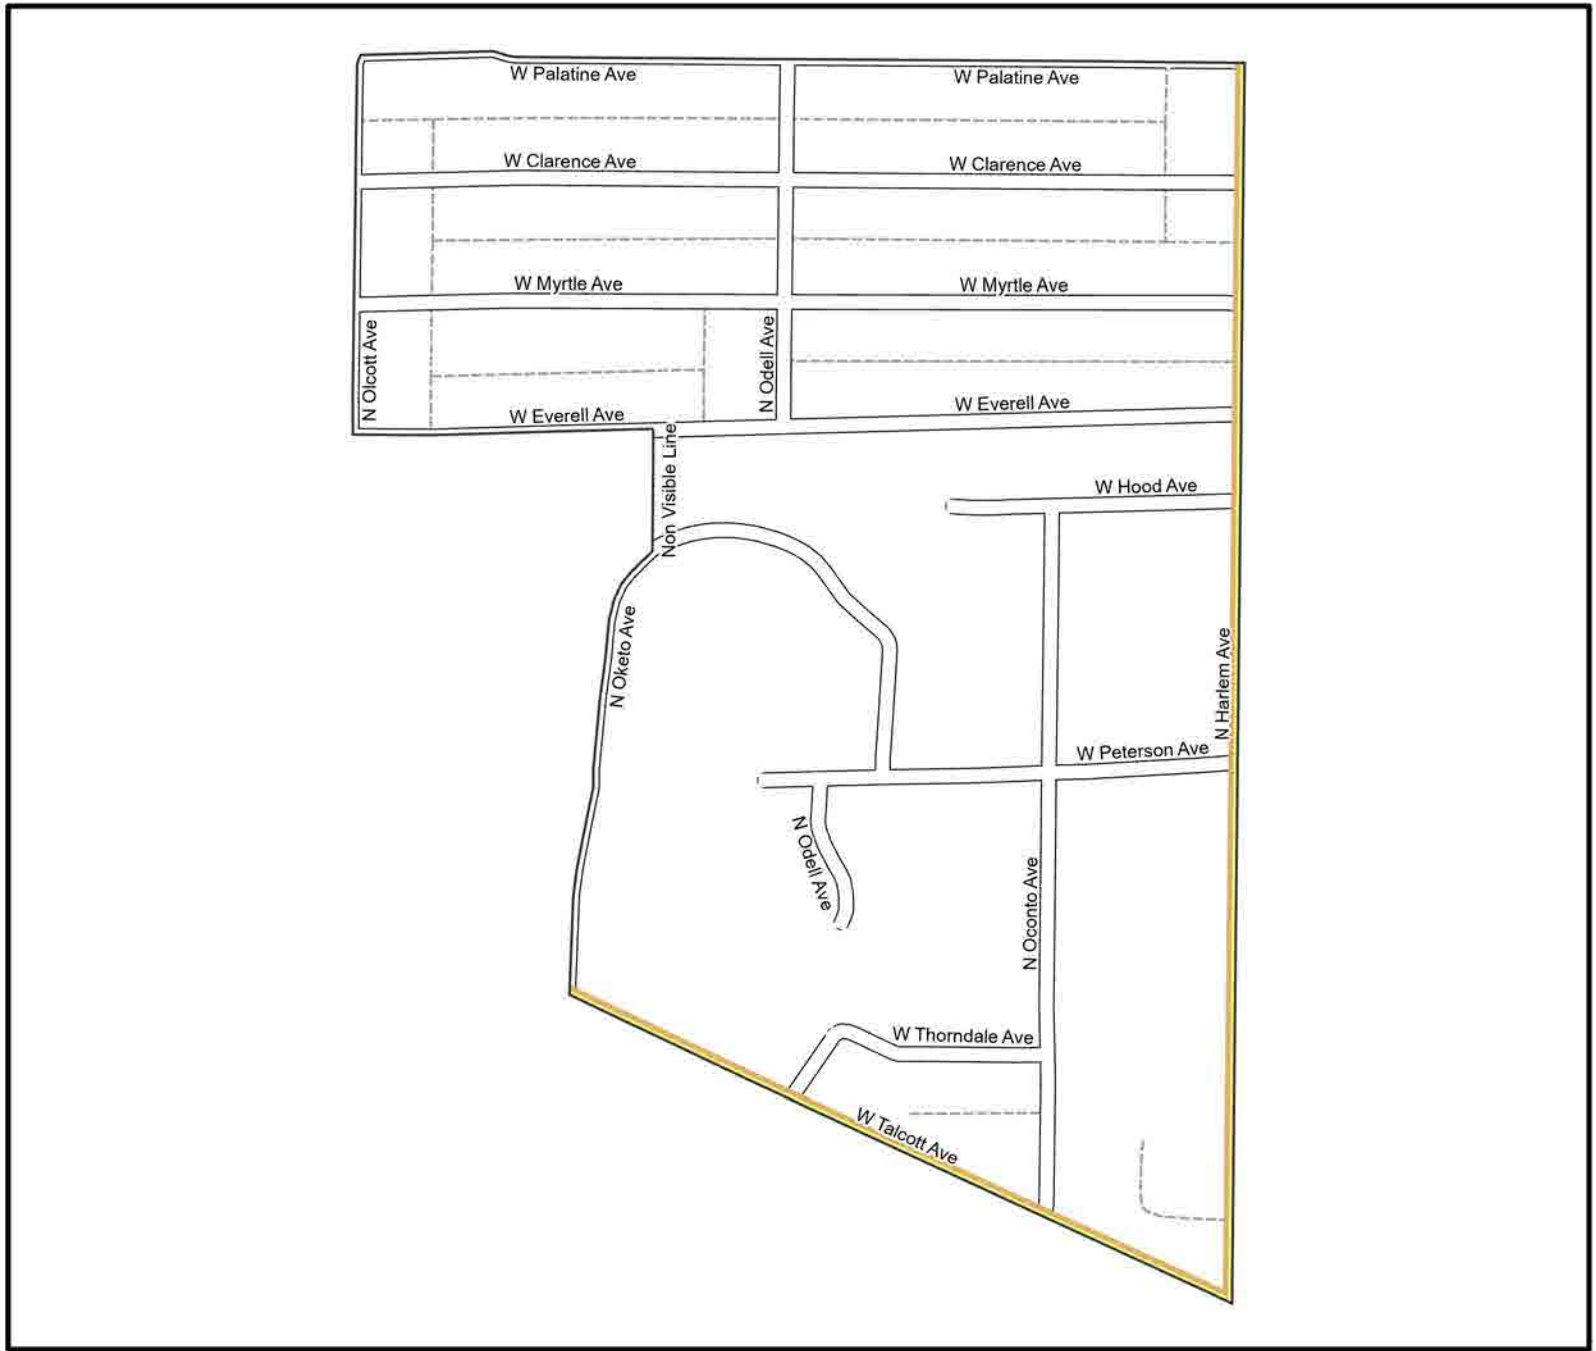 W Palatine Ave
W Palatine Ave
W Clarence Ave
W Clarence Ave
W Myrtle Ave
W Myrtle Ave
N Olcott Ave
N Odell Ave
W Everell Ave
W Everell Ave
Non Visible Line
W Hood Ave
N Oketo Ave
N Harlem Ave
W Peterson Ave
N Odell Ave
N Oconto Ave
W Thorndale Ave
W Talcott Ave